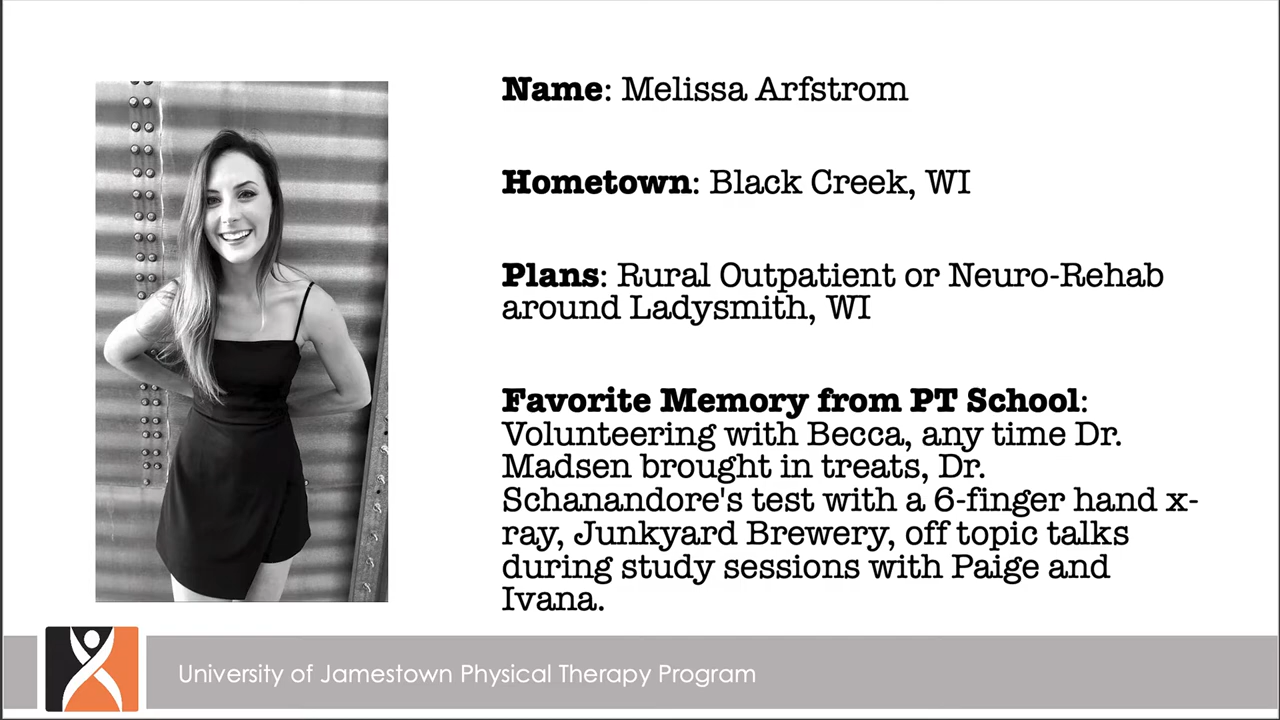 Name: Melissa Arfstrom
Hometown: Black Creek, WI
Plans: Rural Outpatient or Neuro-Rehab
around Ladysmith, WI
Favorite Memory from PT School:
Volunteering with Becca, any time Dr.
Madsen brought in treats, Dr.
Schanandore's test with a 6-finger hand x-
ray, Junkyard Brewery, off topic talks
during study sessions with Paige and
Ivana.
University of Jamestown Physical Therapy Program